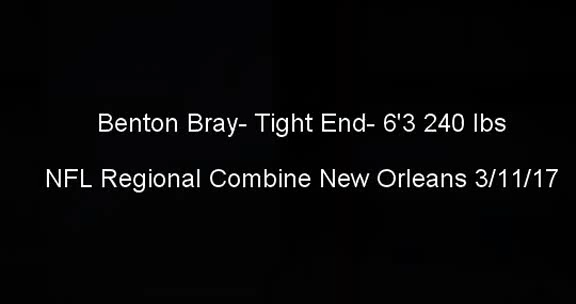 Benton Bray- Tight End- 6'3 240 lbs
NFL Regional Combine New Orleans 3/11/17